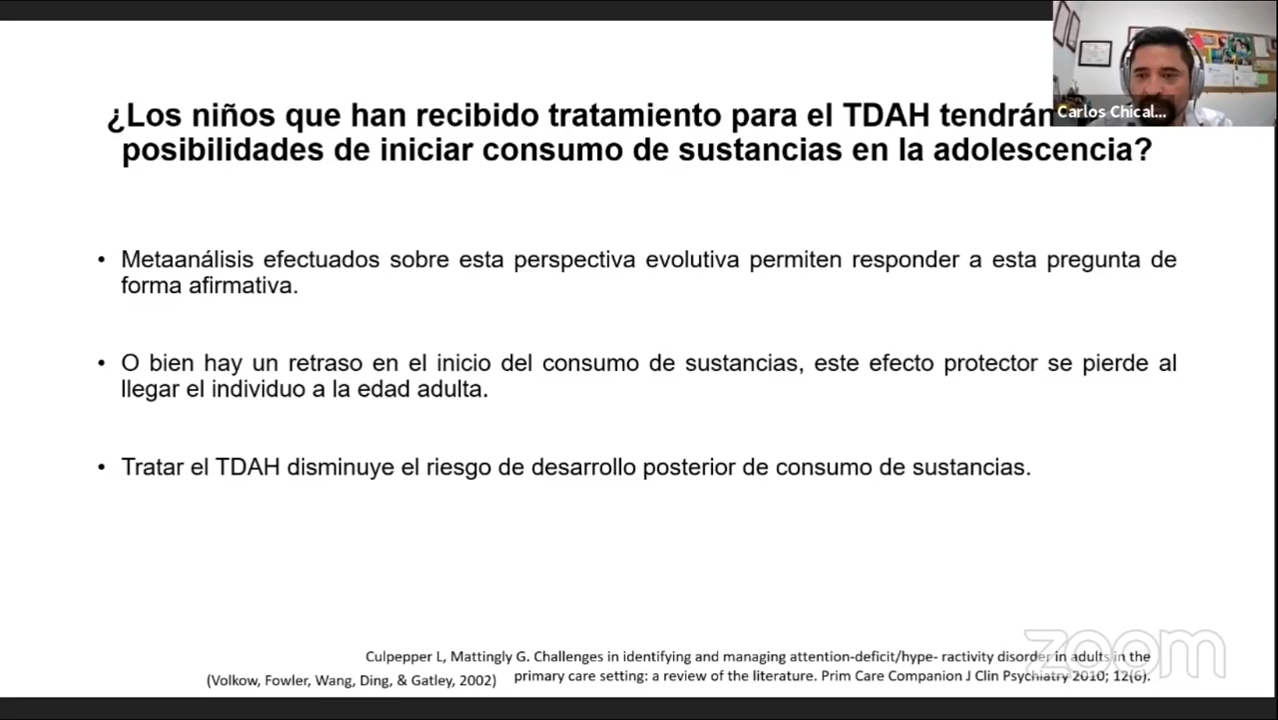 ¿Los niños que han recibido tratamiento para el TDAH tendrán
posibilidades de iniciar consumo de sustancias en la adolescencia?
Carlos Chical...
• Metaanálisis efectuados sobre esta perspectiva evolutiva permiten responder a esta pregunta de
forma afirmativa.
• O bien hay un retraso en el inicio del consumo de sustancias, este efecto protector se pierde al
llegar el individuo a la edad adulta.
• Tratar el TDAH disminuye el riesgo de desarrollo posterior de consumo de sustancias.
Culpepper L, Mattingly G. Challenges in identifying and managing attention-deficit/hype- ractivity disorder in adults in the
primary care setting: a review of the literature. Prim Care Companion J Clin Psychiatry 2010; 12(6).
(Volkow, Fowler, Wang, Ding, & Gatley, 2002)
zoom